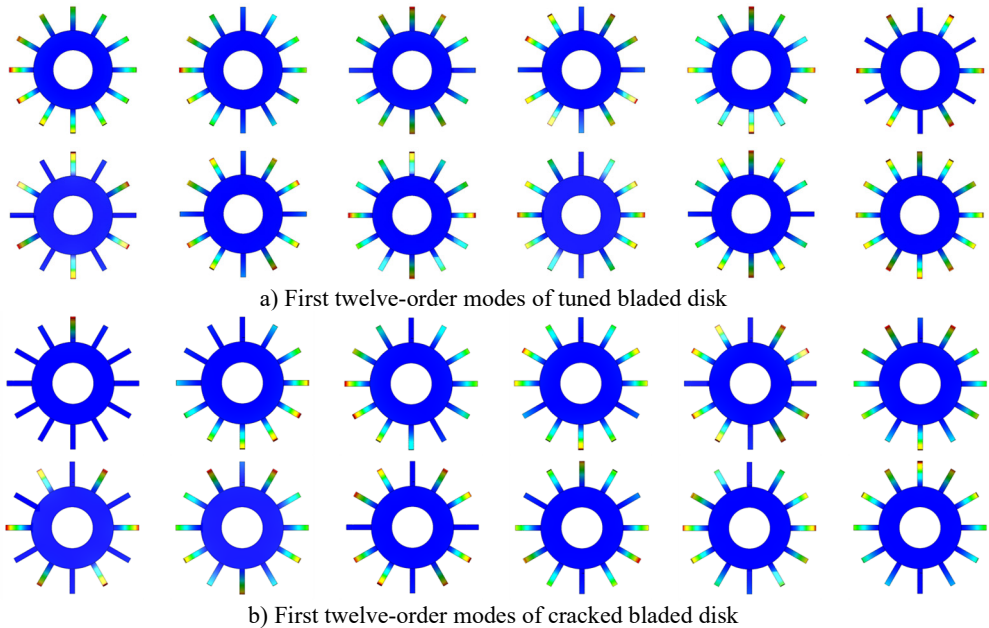 a) First twelve-order modes of tuned bladed disk
b) First twelve-order modes of cracked bladed disk